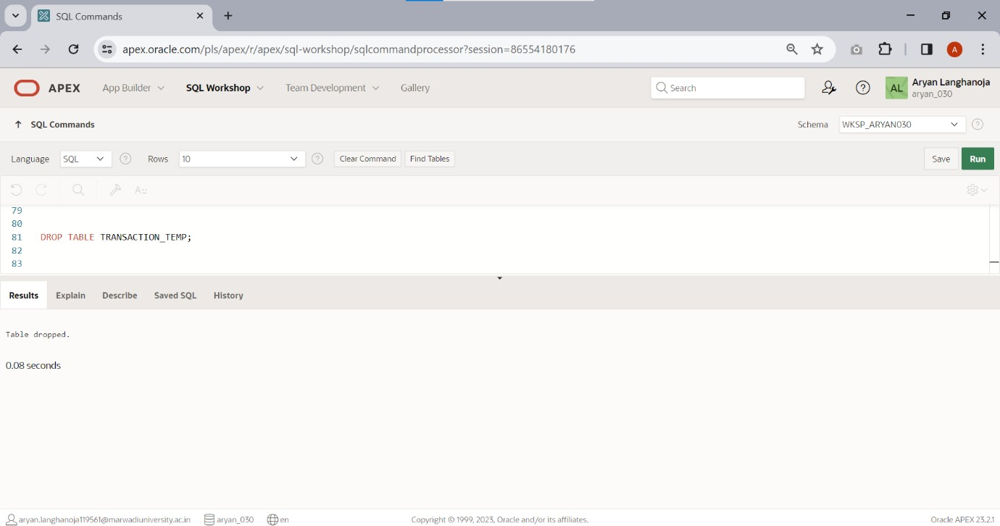 SQL Commands
apex.oracle.com/pls/apex/r/apex/sql-workshop/sqlcommandprocessor?session=86554180176
A
APEX App Builder SQL Workshop Team Development Gallery Search AL Aryan Langhanoja
aryan_030
SQL Commands Schema WKSP_ARYAN030
Language SQL Rows 10 Clear Command Find Tables Save Run
79
80
81 DROP TABLE TRANSACTION_TEMP;
82
83
Results Explain Describe Saved SQL History
Table dropped.
0.08 seconds
aryan.langhanoja119561@marwadiuniversity.ac.in aryan_030 en Copyright © 1999, 2023, Oracle and/or its affiliates. Oracle APEX 23.2.1